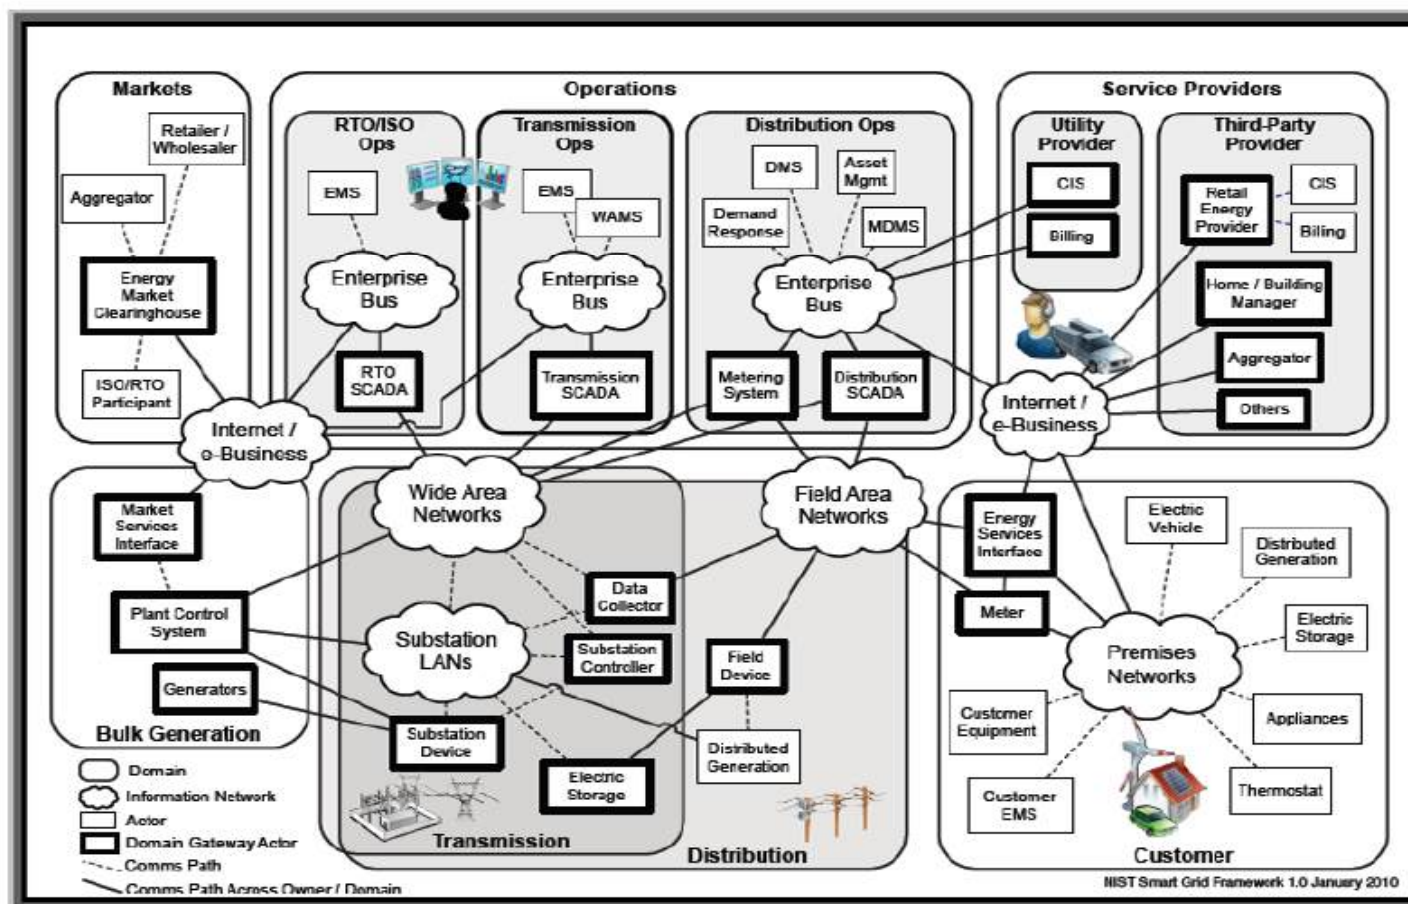 Markets
Retailer /
Wholesaler
Aggregator
Energy
Market
Clearinghouse
ISO/RTO
Participant
Operations
RTO/ISO
Ops
EMS
Enterprise
Bus
RTO
SCADA
Transmission
Ops
EMS
WAMS
Enterprise
Bus
Transmission
SCADA
Distribution Ops
DMS
Asset
Mgmt
Demand
Response
MDMS
Enterprise
Bus
Metering
System
Distribution
SCADA
Service Providers
Utility
Provider
CIS
Billing
Third-Party
Provider
Retail
Energy
Provider
CIS
Billing
Home / Building
Manager
Aggregator
Others
Internet /
e-Business
Internet /
e-Business
Market
Services
Interface
Plant Control
System
Generators
Bulk Generation
Wide Area
Networks
Field Area
Networks
Data
Collector
Substation
LANs
Substation
Controller
Field
Device
Substation
Device
Electric
Storage
Distributed
Generation
Transmission
Distribution
Energy
Services
Interface
Meter
Electric
Vehicle
Distributed
Generation
Electric
Storage
Premises
Networks
Customer
Equipment
Appliances
Customer
EMS
Thermostat
Customer
Domain
Information Network
Actor
Domain Gateway Actor
Comms Path
Comms Path Across Owner / Domain
NIST Smart Grid Framework 1.0 January 2010